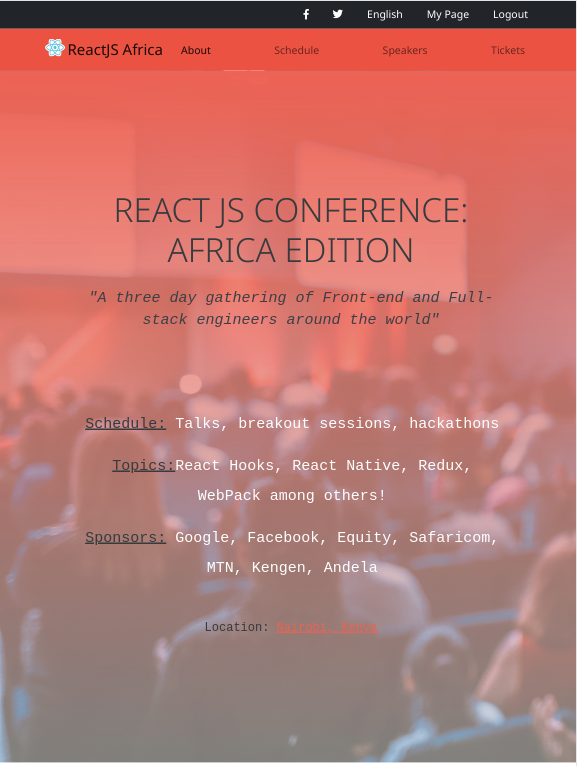 English My Page Logout
ReactJS Africa About Schedule Speakers Tickets
REACT JS CONFERENCE:
AFRICA EDITION
"A three day gathering of Front-end and Full-
stack engineers around the world"
Schedule: Talks, breakout sessions, hackathons
Topics:React Hooks, React Native, Redux,
WebPack among others!
Sponsors: Google, Facebook, Equity, Safaricom,
MTN, Kengen, Andela
Location: Nairobi, Kenya